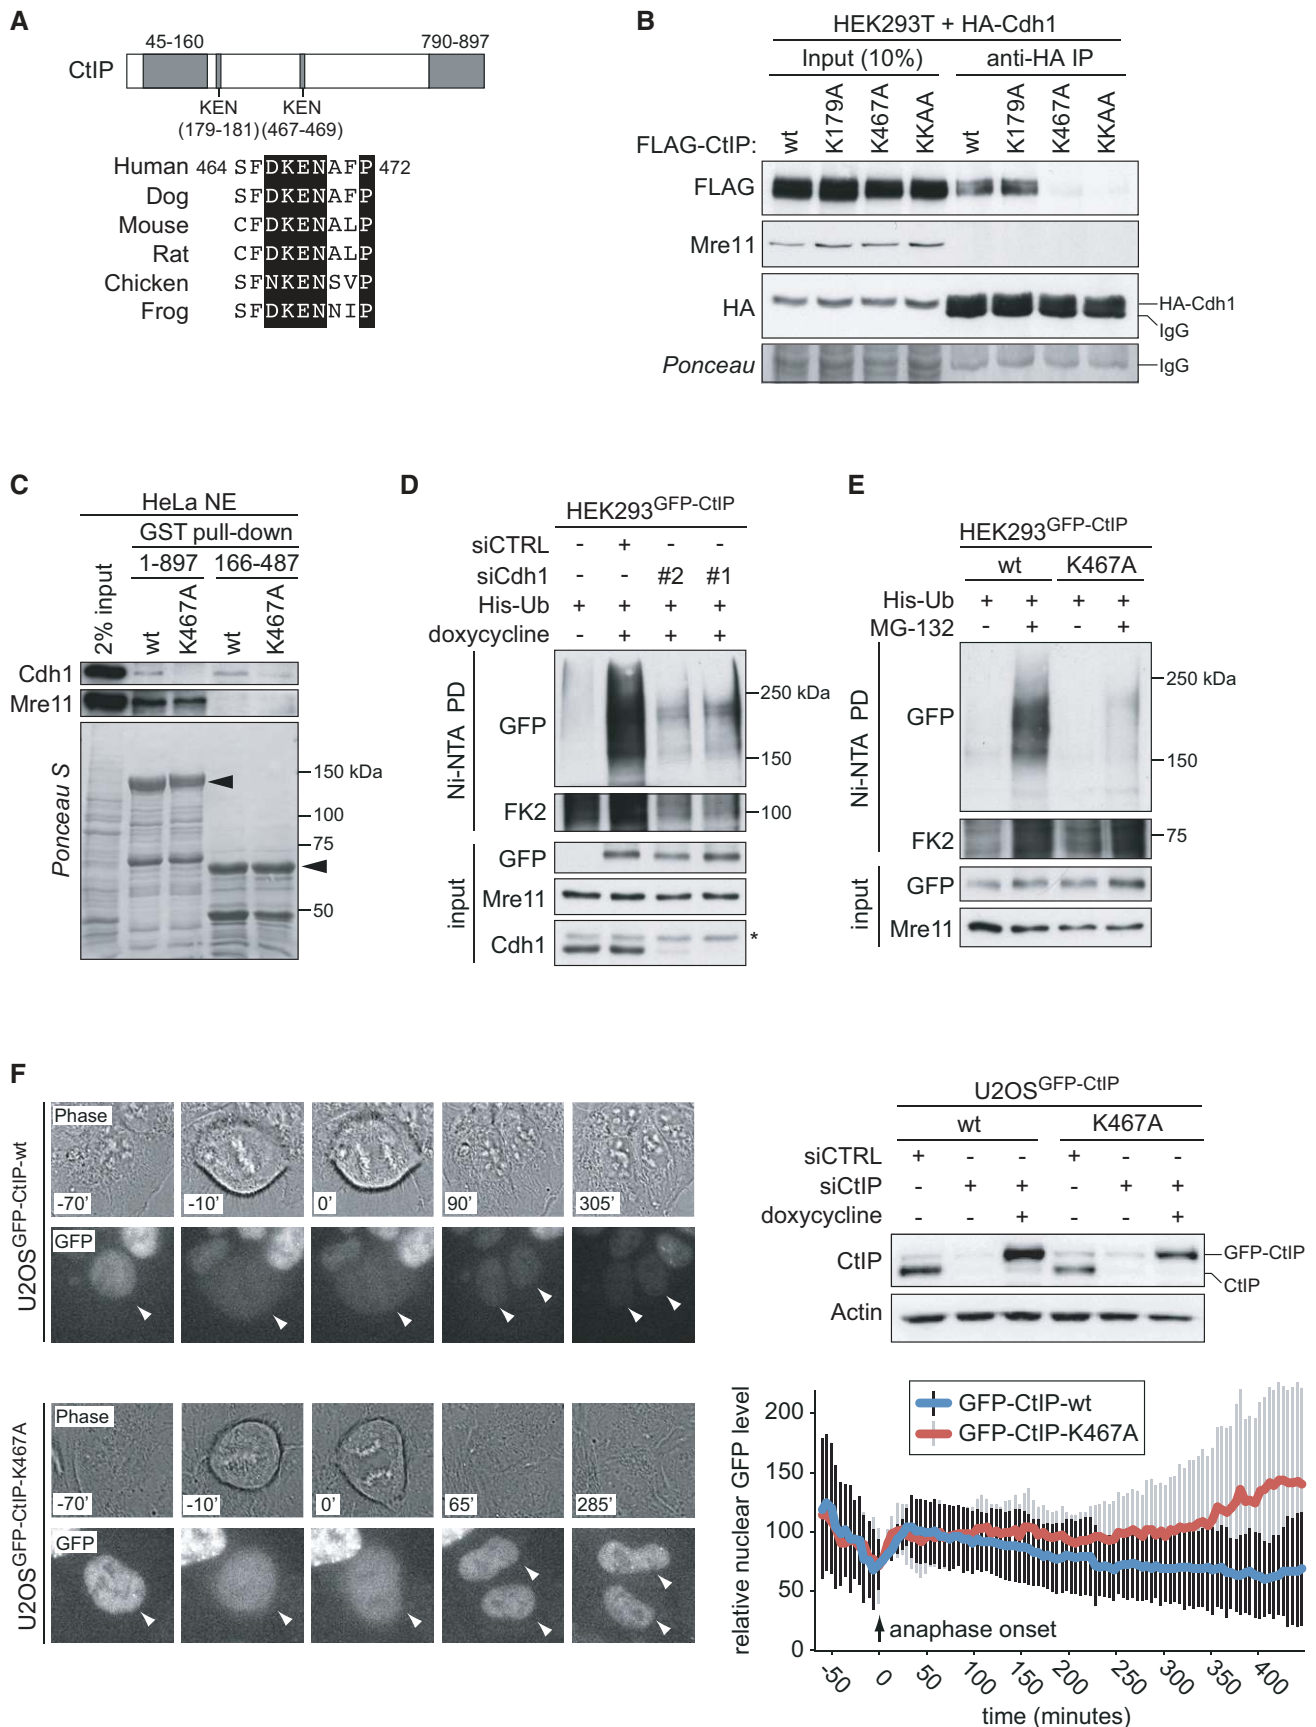 A
45-160
790-897
CtIP
KEN
KEN
(179-181)
(467-469)
Human 464 SFDKENAFP 472
Dog SFDKENAFP
Mouse CFDKENALP
Rat CFDKENALP
Chicken SFNKENSVP
Frog SFDKENNIP
B
HEK293T + HA-Cdh1
Input (10%) anti-HA IP
FLAG-CtIP: wt K179A K467A KKAA wt K179A K467A KKAA
FLAG
Mre11
HA
HA-Cdh1
IgG
Ponceau
IgG
C
HeLa NE
GST pull-down
1-897 166-487
2% input wt K467A wt K467A
Cdh1
Mre11
Ponceau S
150 kDa
100
75
50
D
HEK293GFP-CtIP
siCTRL - + - -
siCdh1 - - #2 #1
His-Ub + + + +
doxycycline - + + +
Ni-NTA PD
GFP
250 kDa
150
FK2
100
input
GFP
Mre11
Cdh1
*
E
HEK293GFP-CtIP
wt K467A
His-Ub + + + +
MG-132 - + - +
Ni-NTA PD
GFP
250 kDa
150
FK2
75
input
GFP
Mre11
F
U2OSGFP-CtIP-wt
Phase
-70’ -10’ 0’ 90’ 305’
GFP
U2OSGFP-CtIP-K467A
Phase
-70’ -10’ 0’ 65’ 285’
GFP
U2OSGFP-CtIP
wt K467A
siCTRL + - - + - -
siCtIP - + + - + +
doxycycline - - + - - +
CtIP
GFP-CtIP
CtIP
Actin
relative nuclear GFP level
200
150
100
50
0
GFP-CtIP-wt
GFP-CtIP-K467A
anaphase onset
-50 0 50 100 150 200 250 300 350 400
time (minutes)